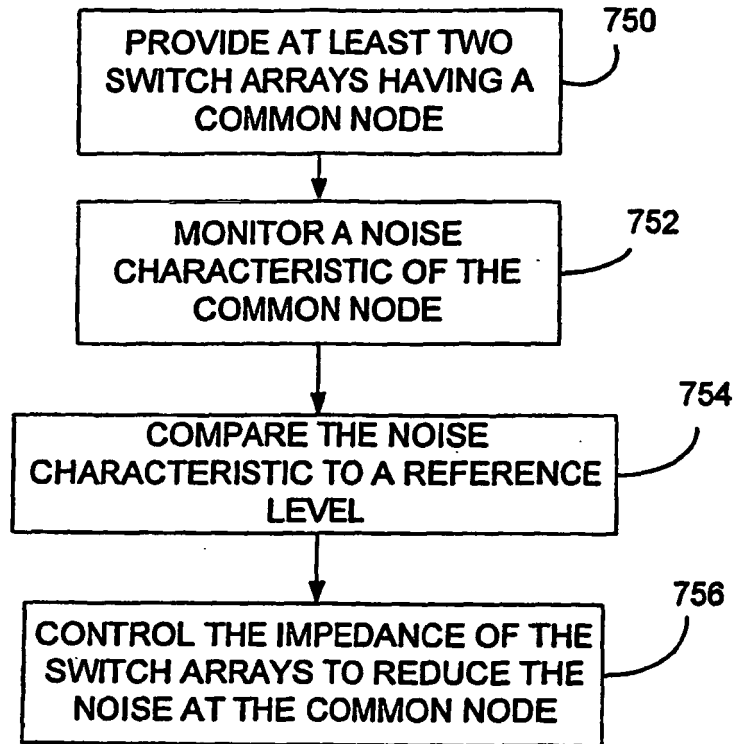 750
PROVIDE AT LEAST TWO
SWITCH ARRAYS HAVING A
COMMON NODE
752
MONITOR A NOISE
CHARACTERISTIC OF THE
COMMON NODE
754
COMPARE THE NOISE
CHARACTERISTIC TO A REFERENCE
LEVEL
756
CONTROL THE IMPEDANCE OF THE
SWITCH ARRAYS TO REDUCE THE
NOISE AT THE COMMON NODE